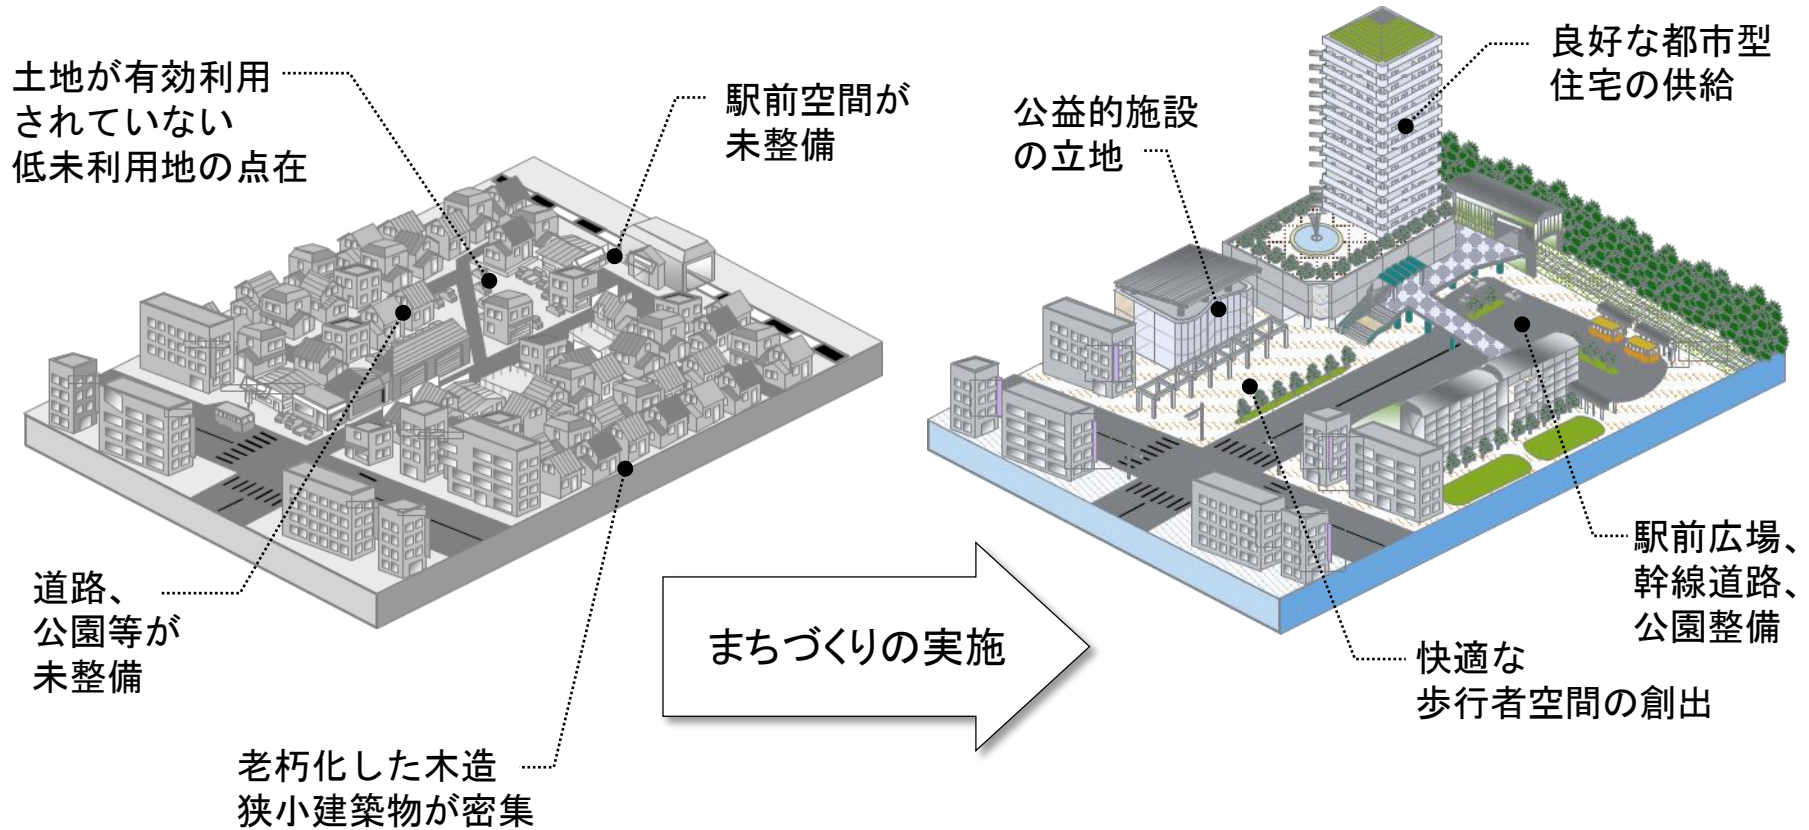 土地が有効利用
されていない
低未利用地の点在
駅前空間が
未整備
道路、
公園等が
未整備
老朽化した木造
狭小建築物が密集
まちづくりの実施
公益的施設
の立地
良好な都市型
住宅の供給
駅前広場、
幹線道路、
公園整備
快適な
歩行者空間の創出